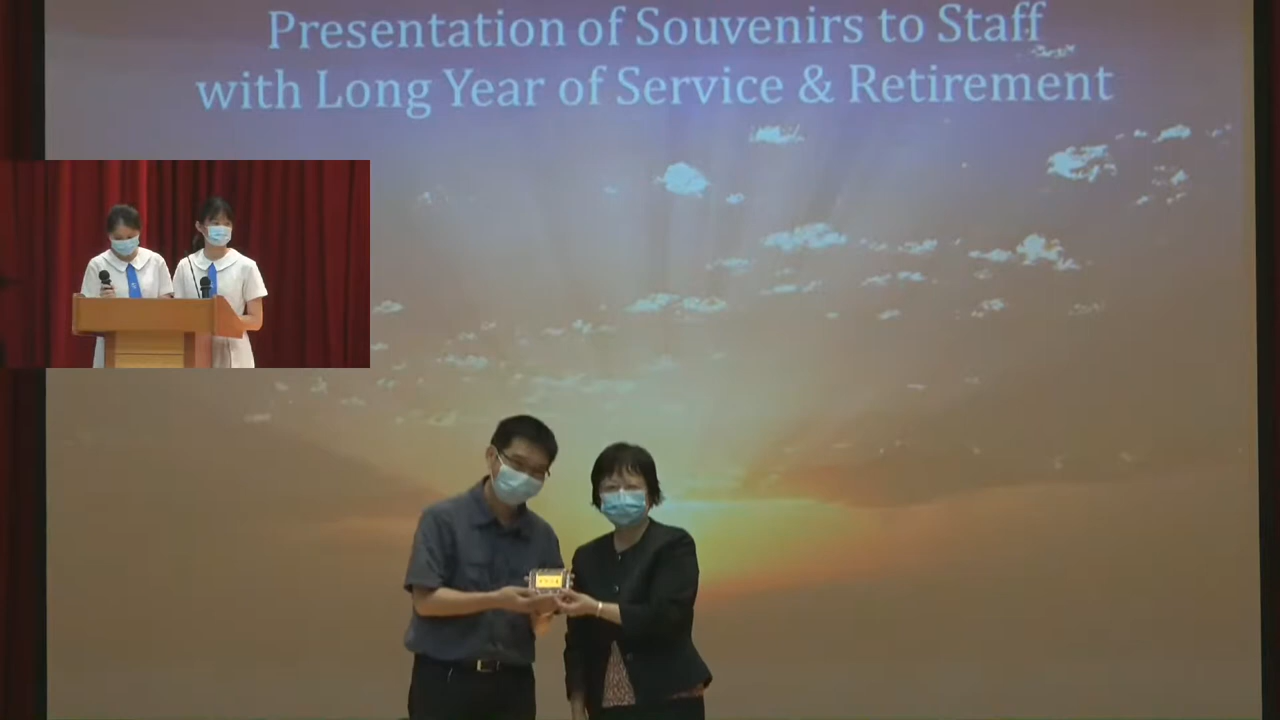 Presentation of Souvenirs to Staff
with Long Year of Service & Retirement